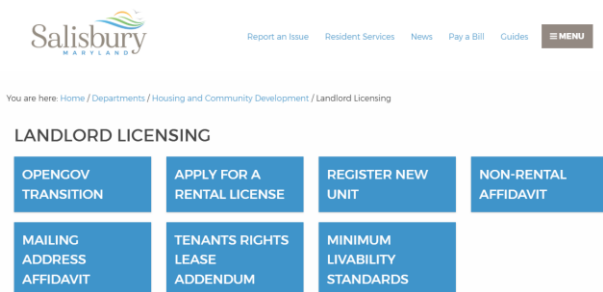 Salisbury
MARYLAND
Report an Issue Resident Services News Pay a Bill Guides ≡ MENU
You are here: Home / Departments / Housing and Community Development / Landlord Licensing
LANDLORD LICENSING
OPENGOV
TRANSITION
APPLY FOR A
RENTAL LICENSE
REGISTER NEW
UNIT
NON-RENTAL
AFFIDAVIT
MAILING
ADDRESS
AFFIDAVIT
TENANTS RIGHTS
LEASE
ADDENDUM
MINIMUM
LIVABILITY
STANDARDS